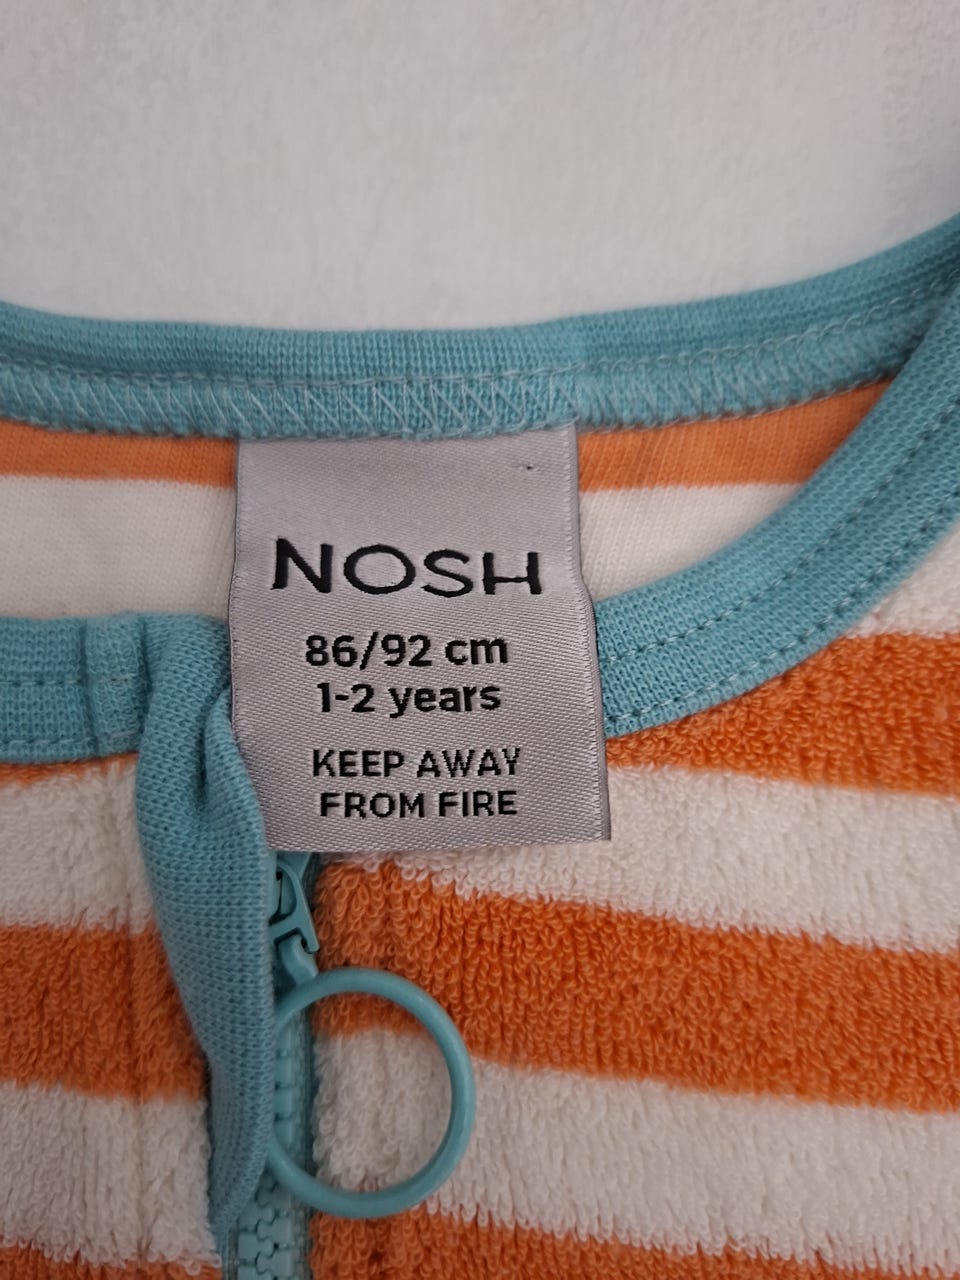 NOSH
86/92 cm
1-2 years
KEEP AWAY
FROM FIRE